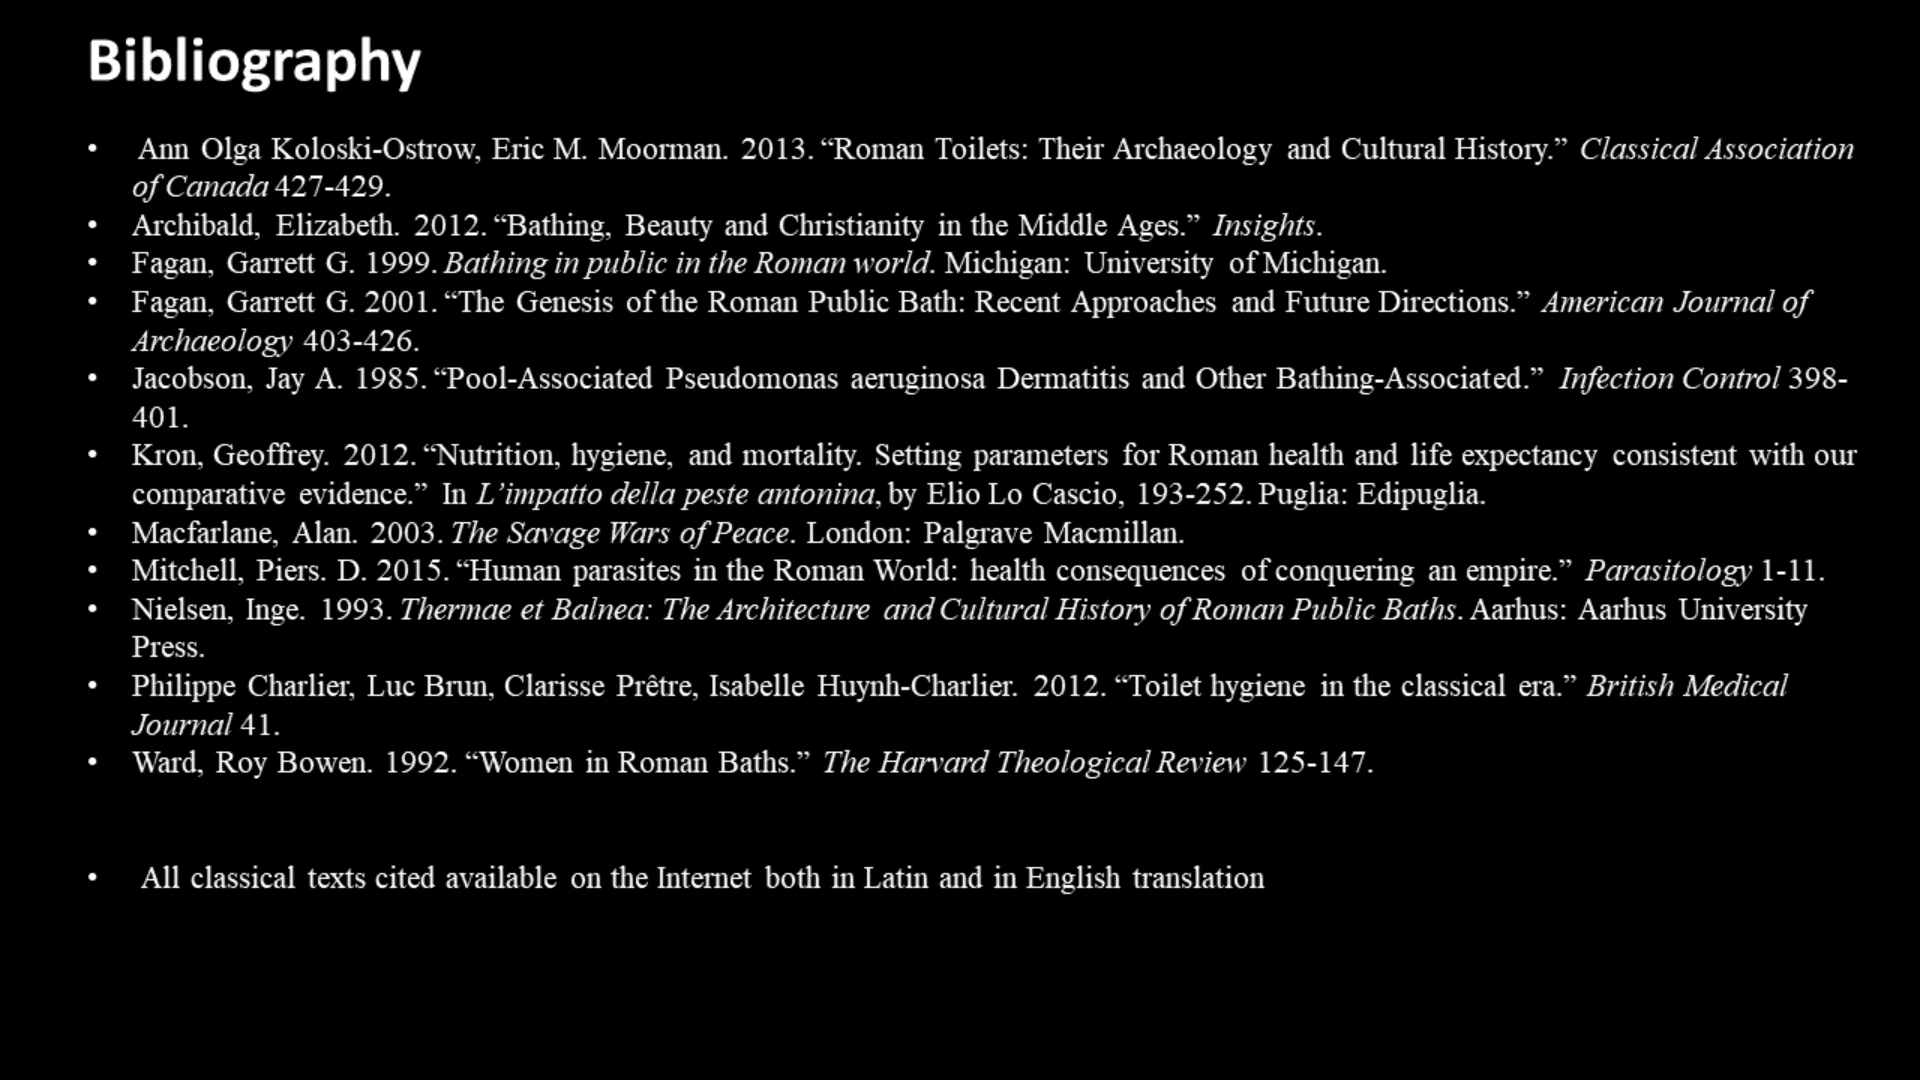 Bibliography
• Ann Olga Koloski-Ostrow, Eric M. Moorman. 2013. “Roman Toilets: Their Archaeology and Cultural History.” Classical Association
of Canada 427-429.
• Archibald, Elizabeth. 2012. “Bathing, Beauty and Christianity in the Middle Ages.” Insights.
• Fagan, Garrett G. 1999. Bathing in public in the Roman world. Michigan: University of Michigan.
• Fagan, Garrett G. 2001. “The Genesis of the Roman Public Bath: Recent Approaches and Future Directions.” American Journal of
Archaeology 403-426.
• Jacobson, Jay A. 1985. “Pool-Associated Pseudomonas aeruginosa Dermatitis and Other Bathing-Associated.” Infection Control 398-
401.
• Kron, Geoffrey. 2012. “Nutrition, hygiene, and mortality. Setting parameters for Roman health and life expectancy consistent with our
comparative evidence.” In L’impatto della peste antonina, by Elio Lo Cascio, 193-252. Puglia: Edipuglia.
• Macfarlane, Alan. 2003. The Savage Wars of Peace. London: Palgrave Macmillan.
• Mitchell, Piers. D. 2015. “Human parasites in the Roman World: health consequences of conquering an empire.” Parasitology 1-11.
• Nielsen, Inge. 1993. Thermae et Balnea: The Architecture and Cultural History of Roman Public Baths. Aarhus: Aarhus University
Press.
• Philippe Charlier, Luc Brun, Clarisse Prêtre, Isabelle Huynh-Charlier. 2012. “Toilet hygiene in the classical era.” British Medical
Journal 41.
• Ward, Roy Bowen. 1992. “Women in Roman Baths.” The Harvard Theological Review 125-147.
• All classical texts cited available on the Internet both in Latin and in English translation